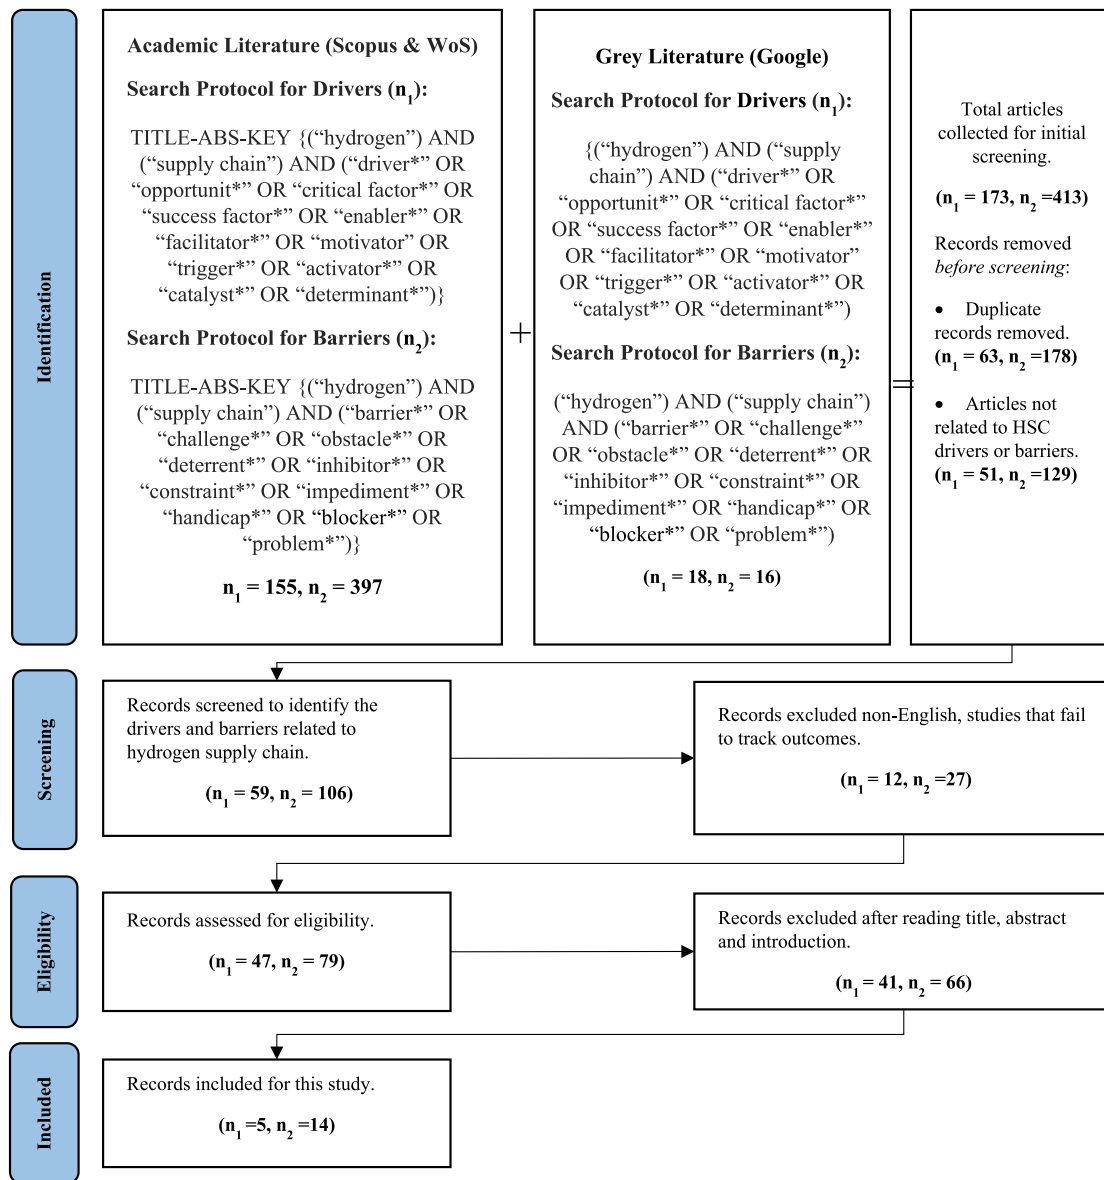 Identification
Academic Literature (Scopus & WoS)
Search Protocol for Drivers (n₁):
TITLE-ABS-KEY {(“hydrogen”) AND
(“supply chain”) AND (“driver*” OR
“opportunit*” OR “critical factor*” OR
“success factor*” OR “enabler*” OR
“facilitator*” OR “motivator OR
“trigger*” OR “activator*” OR
“catalyst*” OR “determinant*”)}
Search Protocol for Barriers (n₂):
TITLE-ABS-KEY {(“hydrogen”) AND
(“supply chain”) AND (“barrier*” OR
“challenge*” OR “obstacle*” OR
“deterrent*” OR “inhibitor*” OR
“constraint*” OR “impediment*” OR
“handicap*” OR “blocker*” OR
“problem*”)}
n₁ = 155, n₂ = 397
+
Grey Literature (Google)
Search Protocol for Drivers (n₁):
{(“hydrogen”) AND (“supply
chain”) AND (“driver*” OR
“opportunit*” OR “critical factor*”
OR “success factor*” OR “enabler*”
OR “facilitator*” OR “motivator
OR “trigger*” OR “activator*” OR
“catalyst*” OR “determinant*”)
Search Protocol for Barriers (n₂):
(“hydrogen”) AND (“supply chain”)
AND (“barrier*” OR “challenge*”
OR “obstacle*” OR “deterrent*” OR
“inhibitor*” OR “constraint*” OR
“impediment*” OR “handicap*” OR
“blocker*” OR “problem*”)
(n₁ = 18, n₂ = 16)
=
Total articles
collected for initial
screening.
(n₁ = 173, n₂ =413)
Records removed
before screening:
• Duplicate
records removed.
(n₁ = 63, n₂ =178)
• Articles not
related to HSC
drivers or barriers.
(n₁ = 51, n₂ =129)
Screening
Records screened to identify the
drivers and barriers related to
hydrogen supply chain.
(n₁ = 59, n₂ = 106)
Records excluded non-English, studies that fail
to track outcomes.
(n₁ = 12, n₂ =27)
Eligibility
Records assessed for eligibility.
(n₁ = 47, n₂ = 79)
Records excluded after reading title, abstract
and introduction.
(n₁ = 41, n₂ = 66)
Included
Records included for this study.
(n₁ =5, n₂ =14)